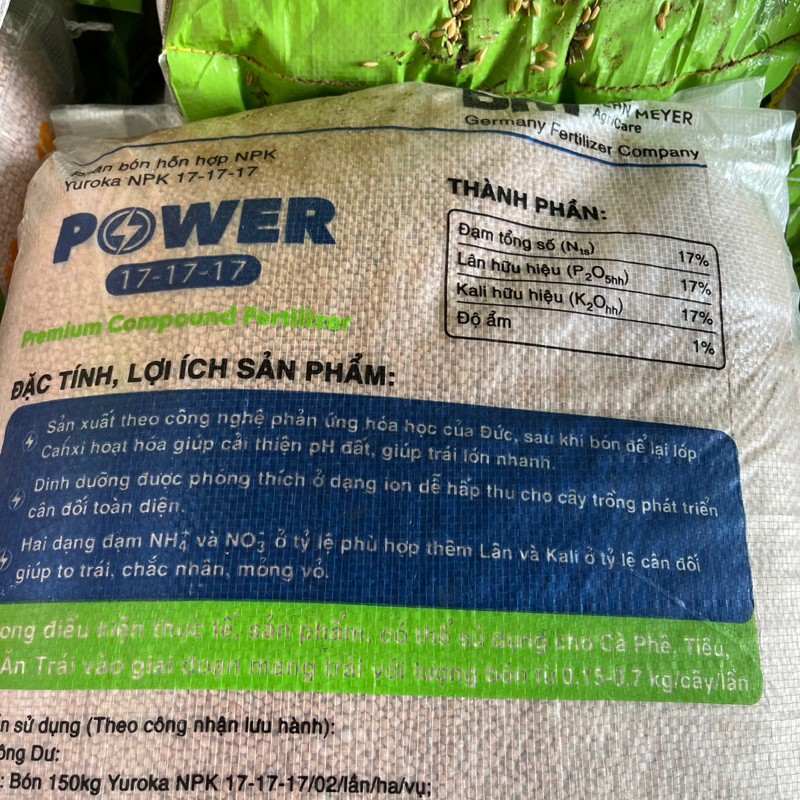 MEYER
AgriCare
Germany Fertilizer Company
bón hỗn hợp NPK
Yuroka NPK 17-17-17
POWER
17-17-17
Premium Compound Fertilizer
THÀNH PHẦN:
Đạm tổng số (Nts) 17%
Lân hữu hiệu (P2O5hh) 17%
Kali hữu hiệu (K2Ohh) 17%
Độ ẩm 1%
ĐẶC TÍNH, LỢI ÍCH SẢN PHẨM:
Sản xuất theo công nghệ phản ứng hóa học của Đức, sau khi bón để lại lớp
Canxi hoạt hóa giúp cải thiện pH đất, giúp trái lớn nhanh.
Dinh dưỡng được phóng thích ở dạng ion dễ hấp thu cho cây trồng phát triển
cân đối toàn diện.
Hai dạng đạm NH4+ và NO3- ở tỷ lệ phù hợp thêm Lân và Kali ở tỷ lệ cân đối
giúp to trái, chắc nhân, mỏng vỏ.
ong điều kiện thực tế, sản phẩm, có thể sử dụng cho Cà Phê, Tiêu,
Ăn Trái vào giai đoạn mang trái với lượng bón từ 0,15-0,7 kg/cây/lần
n sử dụng (Theo công nhận lưu hành):
ông Dư:
: Bón 150kg Yuroka NPK 17-17-17/02/lần/ha/vụ;